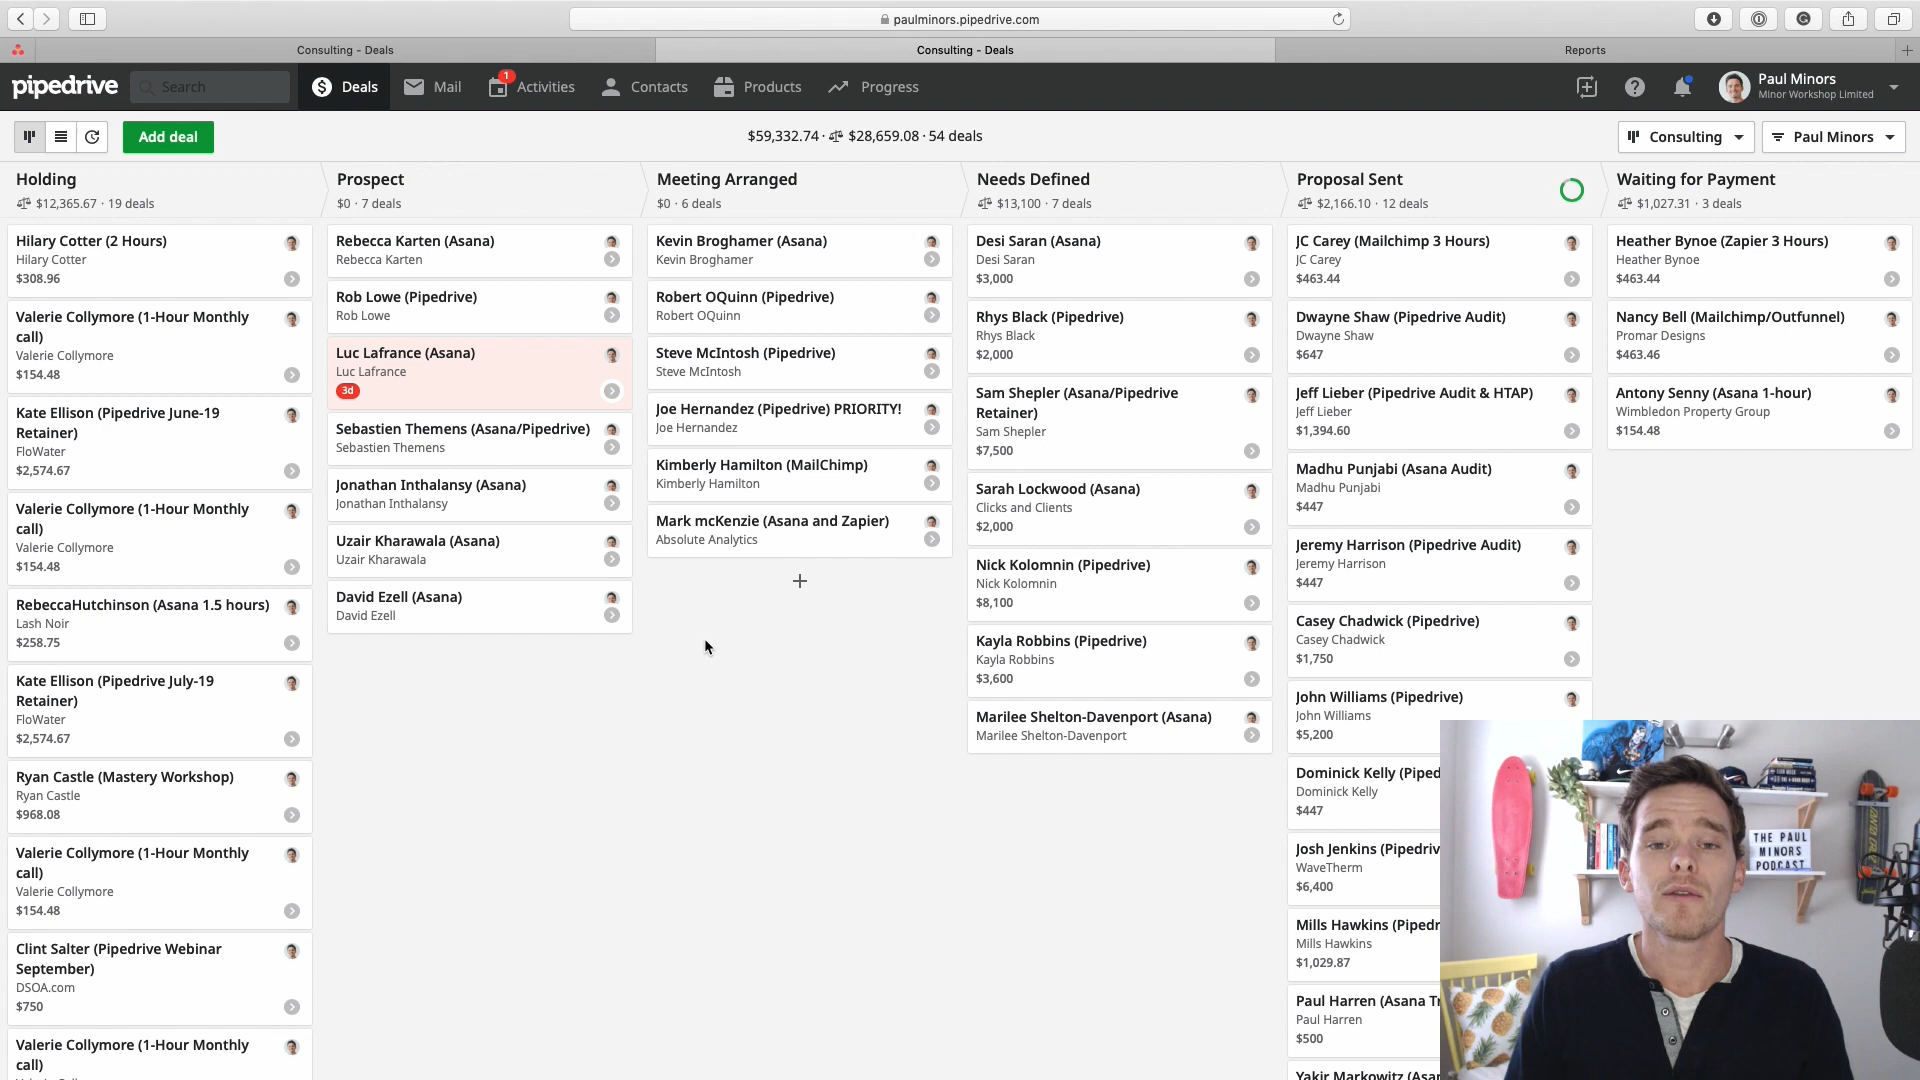 paulminors.pipedrive.com
Consulting – Deals
Consulting – Deals
Reports
pipedrive
Search
Deals
Mail
1
Activities
Contacts
Products
Progress
Paul Minors
Minor Workshop Limited
Add deal
$59,332.74 · $28,659.08 · 54 deals
Consulting
Paul Minors
Holding
$12,365.67 · 19 deals
Hilary Cotter (2 Hours)
Hilary Cotter
$308.96
Valerie Collymore (1-Hour Monthly
call)
Valerie Collymore
$154.48
Kate Ellison (Pipedrive June-19
Retainer)
FloWater
$2,574.67
Valerie Collymore (1-Hour Monthly
call)
Valerie Collymore
$154.48
RebeccaHutchinson (Asana 1.5 hours)
Lash Noir
$258.75
Kate Ellison (Pipedrive July-19
Retainer)
FloWater
$2,574.67
Ryan Castle (Mastery Workshop)
Ryan Castle
$968.08
Valerie Collymore (1-Hour Monthly
call)
Valerie Collymore
$154.48
Clint Salter (Pipedrive Webinar
September)
DSOA.com
$750
Valerie Collymore (1-Hour Monthly
call)
Prospect
$0 · 7 deals
Rebecca Karten (Asana)
Rebecca Karten
Rob Lowe (Pipedrive)
Rob Lowe
Luc Lafrance (Asana)
Luc Lafrance
3d
Sebastien Themens (Asana/Pipedrive)
Sebastien Themens
Jonathan Inthalansy (Asana)
Jonathan Inthalansy
Uzair Kharawala (Asana)
Uzair Kharawala
David Ezell (Asana)
David Ezell
Meeting Arranged
$0 · 6 deals
Kevin Broghamer (Asana)
Kevin Broghamer
Robert OQuinn (Pipedrive)
Robert OQuinn
Steve McIntosh (Pipedrive)
Steve McIntosh
Joe Hernandez (Pipedrive) PRIORITY!
Joe Hernandez
Kimberly Hamilton (MailChimp)
Kimberly Hamilton
Mark mcKenzie (Asana and Zapier)
Absolute Analytics
Needs Defined
$13,100 · 7 deals
Desi Saran (Asana)
Desi Saran
$3,000
Rhys Black (Pipedrive)
Rhys Black
$2,000
Sam Shepler (Asana/Pipedrive
Retainer)
Sam Shepler
$7,500
Sarah Lockwood (Asana)
Clicks and Clients
$2,000
Nick Kolomnin (Pipedrive)
Nick Kolomnin
$8,100
Kayla Robbins (Pipedrive)
Kayla Robbins
$3,600
Marilee Shelton-Davenport (Asana)
Marilee Shelton-Davenport
Proposal Sent
$2,166.10 · 12 deals
JC Carey (Mailchimp 3 Hours)
JC Carey
$463.44
Dwayne Shaw (Pipedrive Audit)
Dwayne Shaw
$647
Jeff Lieber (Pipedrive Audit & HTAP)
Jeff Lieber
$1,394.60
Madhu Punjabi (Asana Audit)
Madhu Punjabi
$447
Jeremy Harrison (Pipedrive Audit)
Jeremy Harrison
$447
Casey Chadwick (Pipedrive)
Casey Chadwick
$1,750
John Williams (Pipedrive)
John Williams
$5,200
Dominick Kelly (Piped
Dominick Kelly
$447
Josh Jenkins (Pipedriv
WaveTherm
$6,400
Mills Hawkins (Pipedr
Mills Hawkins
$1,029.87
Paul Harren (Asana Tr
Paul Harren
$500
Yakir Markowitz (Asan
Waiting for Payment
$1,027.31 · 3 deals
Heather Bynoe (Zapier 3 Hours)
Heather Bynoe
$463.44
Nancy Bell (Mailchimp/Outfunnel)
Promar Designs
$463.46
Antony Senny (Asana 1-hour)
Wimbledon Property Group
$154.48
THE PAUL
MINORS
PODCAST